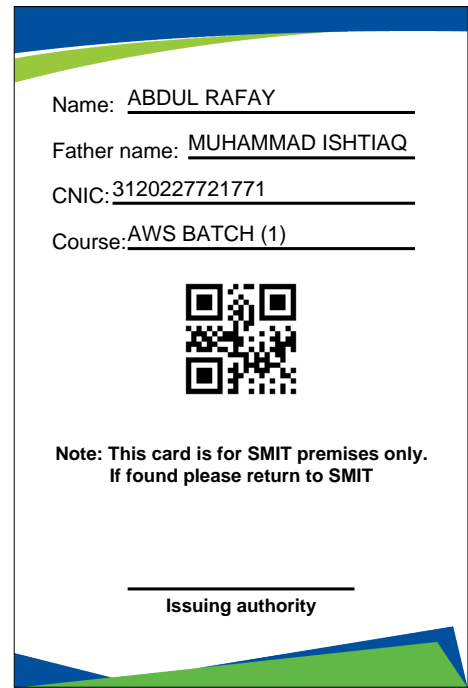 Name: ABDUL RAFAY
Father name: MUHAMMAD ISHTIAQ
CNIC: 3120227721771
Course: AWS BATCH (1)
Note: This card is for SMIT premises only.
If found please return to SMIT
Issuing authority